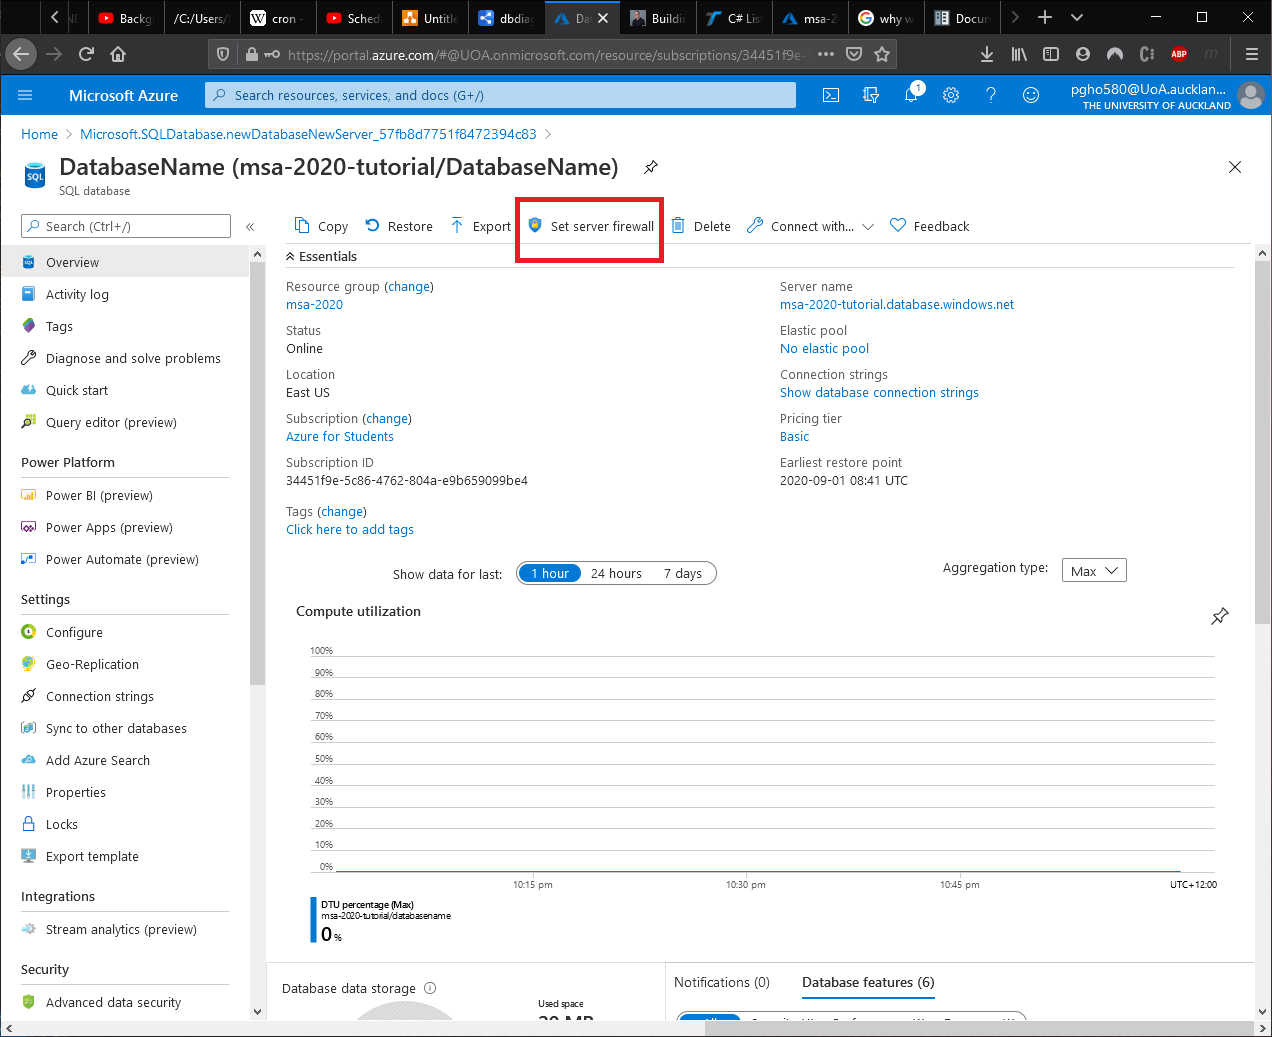 Backg
/C:/Users/
cron -
Sched
Untitle
dbdiag
Da
Buildin
C# List
msa-2
why w
Docun
https://portal.azure.com/#@UOA.onmicrosoft.com/resource/subscriptions/34451f9e-
ABP
Microsoft Azure
Search resources, services, and docs (G+/)
1
pgho580@UoA.aucklan...
THE UNIVERSITY OF AUCKLAND
Home > Microsoft.SQLDatabase.newDatabaseNewServer_57fb8d7751f8472394c83 >
SQL
DatabaseName (msa-2020-tutorial/DatabaseName)
SQL database
Search (Ctrl+/)
Overview
Activity log
Tags
Diagnose and solve problems
Quick start
Query editor (preview)
Power Platform
Power BI (preview)
Power Apps (preview)
Power Automate (preview)
Settings
Configure
Geo-Replication
Connection strings
Sync to other databases
Add Azure Search
Properties
Locks
Export template
Integrations
Stream analytics (preview)
Security
Advanced data security
Copy Restore Export Set server firewall Delete Connect with... Feedback
Essentials
Resource group (change)
msa-2020
Status
Online
Location
East US
Subscription (change)
Azure for Students
Subscription ID
34451f9e-5c86-4762-804a-e9b659099be4
Tags (change)
Click here to add tags
Server name
msa-2020-tutorial.database.windows.net
Elastic pool
No elastic pool
Connection strings
Show database connection strings
Pricing tier
Basic
Earliest restore point
2020-09-01 08:41 UTC
Show data for last: 1 hour 24 hours 7 days
Aggregation type: Max
Compute utilization
100%
90%
80%
70%
60%
50%
40%
30%
20%
10%
0%
10:15 pm 10:30 pm 10:45 pm UTC+12:00
DTU percentage (Max)
msa-2020-tutorial/databasename
0 %
Database data storage
Used space
Notifications (0) Database features (6)